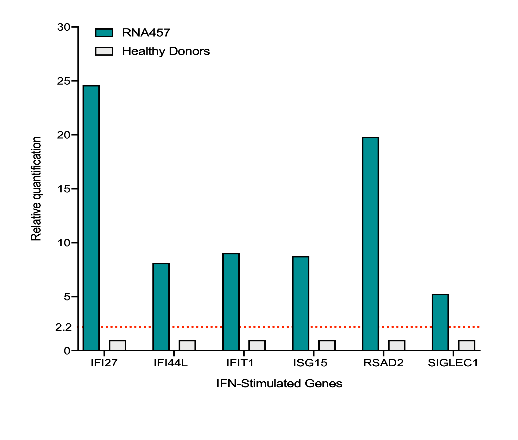 RNA457
Healthy Donors
30
25
20
15
10
5
2.2
0
Relative quantification
IFI27 IFI44L IFIT1 ISG15 RSAD2 SIGLEC1
IFN-Stimulated Genes